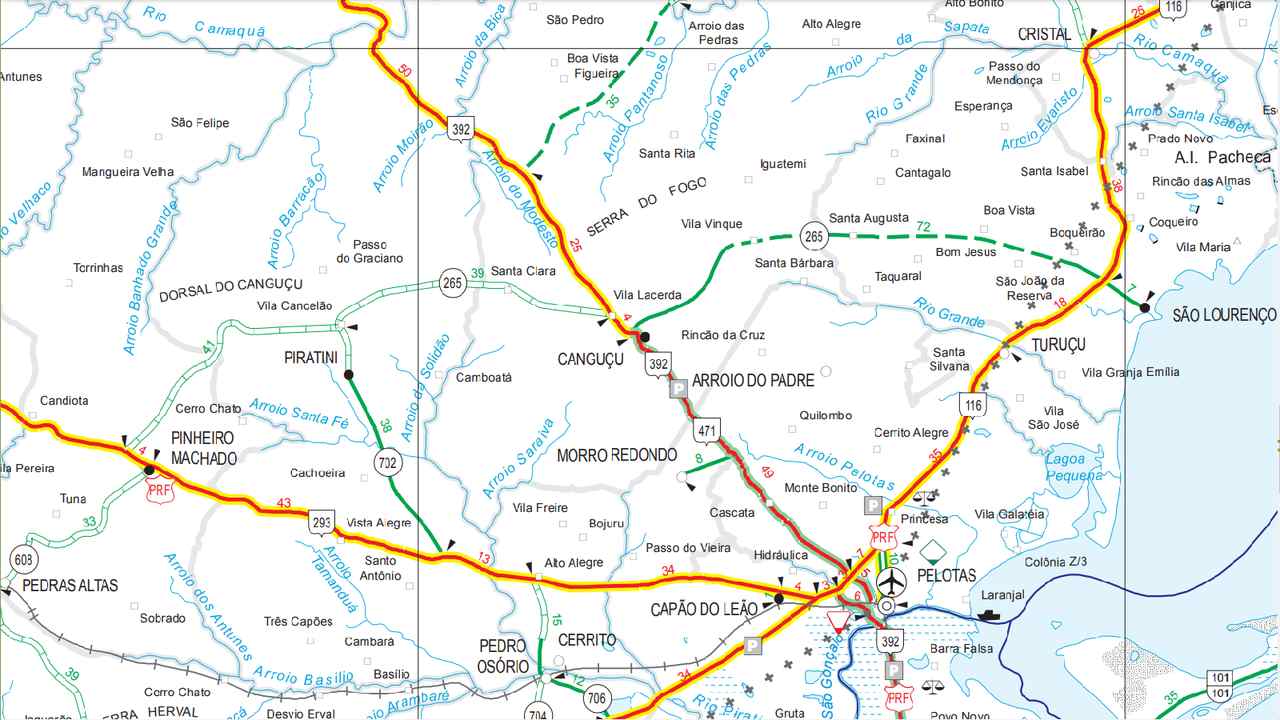 São Pedro
Arroio das
Pedras
Alto Alegre
Alto Bonito
Canjica
116
26
Rio Camaquã
Arroio da Bica
CRISTAL
Arroio da Sapata
Rio Camaquã
Antunes
50
Boa Vista
Figueira
35
Arroio Pantanoso
Arroio das Pedras
Passo do
Mendonça
Rio Grande
Esperança
Arroio Evaristo
Arroio Santa Isabel
São Felipe
392
Arroio Moirão
Faxinal
Prado Novo
Santa Rita
Iguatemi
Cantagalo
Santa Isabel
A.I. Pacheca
Mangueira Velha
Arroio do Modesto
Rincão das Almas
38
SERRA DO FOGO
Arroio Barracão
Arroio Banhado Grande
Vila Vinque
Santa Augusta
72
Boa Vista
Coqueiro
Boqueirão
Vila Maria
265
Passo
do Graciano
25
Bom Jesus
Santa Bárbara
Torrinhas
DORSAL DO CANGUÇU
265
39
Santa Clara
Taquaral
São João da
Reserva
7
Vila Cancelão
Vila Lacerda
18
SÃO LOURENÇO
4
Rio Grande
41
Rincão da Cruz
TURUÇU
PIRATINI
CANGUÇU
392
Santa
Silvana
Arroio da Solidão
Camboatá
P
ARROIO DO PADRE
Vila Granja Emília
Candiota
Cerro Chato
Arroio Santa Fé
116
Vila
São José
Quilombo
38
PINHEIRO
MACHADO
4
471
Cerrito Alegre
35
Arroio Saraiva
MORRO REDONDO
8
Arroio Pelotas
Lagoa
Pequena
702
49
Cachoeira
PRF
Monte Bonito
Tuna
43
Vila Freire
Cascata
P
Vila Galatéia
33
293
Vista Alegre
Bojuru
Princesa
PRF
608
Passo do Vieira
Hidráulica
7
13
Santo
Antônio
Alto Alegre
34
Colônia Z/3
PEDRAS ALTAS
Arroio
Tamanduá
PELOTAS
4
3
5
6
Laranjal
Arroio dos Antunes
CAPÃO DO LEÃO
Sobrado
15
Três Capões
PEDRO
OSÓRIO
CERRITO
392
Cambará
P
São Gonçalo
Barra Falsa
Basílio
39
Arroio Basílio
12
P
101
101
Cerro Chato
Arroio Arambaré
706
PRF
35
HERVAL
Desvio Erval
704
Gruta
Povo Novo